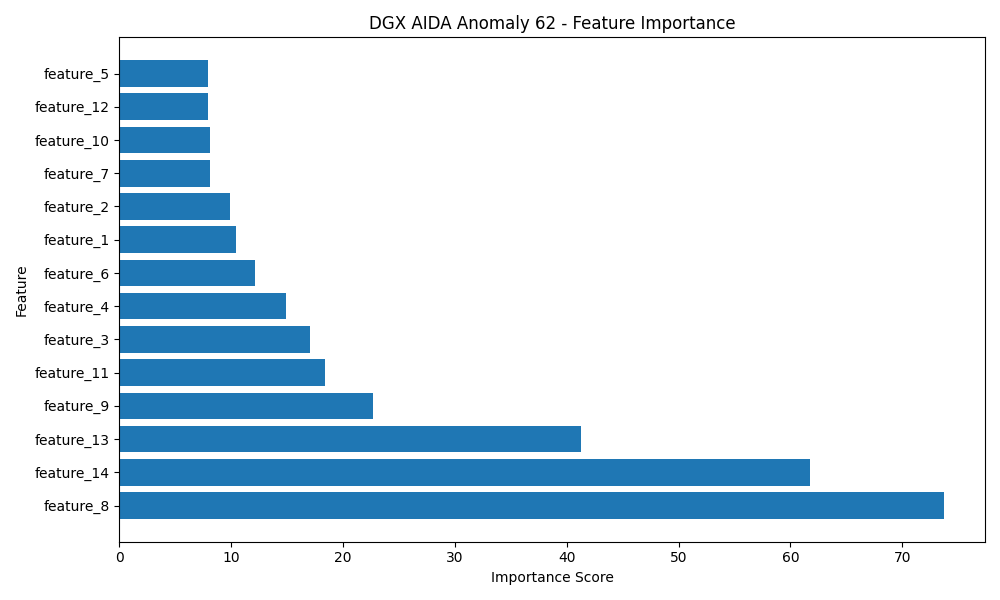 DGX AIDA Anomaly 62 - Feature Importance
feature_5
feature_12
feature_10
feature_7
feature_2
feature_1
feature_6
feature_4
feature_3
feature_11
feature_9
feature_13
feature_14
feature_8
Feature
0 10 20 30 40 50 60 70
Importance Score